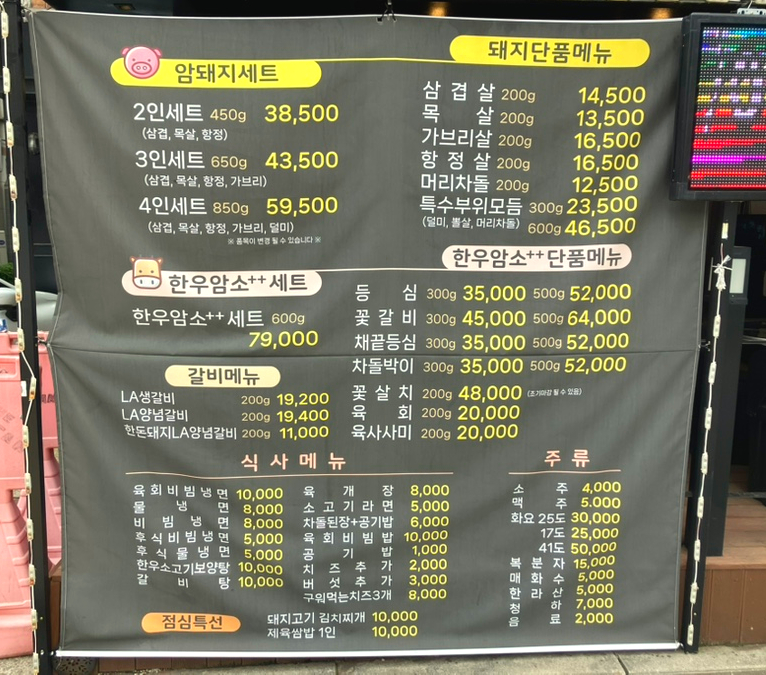 암돼지세트
2인세트 450g 38,500
(삼겹, 목살, 항정)
3인세트 650g 43,500
(삼겹, 목살, 항정, 가브리)
4인세트 850g 59,500
(삼겹, 목살, 항정, 가브리, 덜미)
※ 품목이 변경 될 수 있습니다 ※
돼지단품메뉴
삼겹살 200g 14,500
목살 200g 13,500
가브리살 200g 16,500
항정살 200g 16,500
머리차돌 200g 12,500
특수부위모듬 300g 23,500
(덜미, 뽈살, 머리차돌) 600g 46,500
한우암소++세트
한우암소++세트 600g
79,000
한우암소++단품메뉴
등심 300g 35,000 500g 52,000
꽃갈비 300g 45,000 500g 64,000
채끝등심 300g 35,000 500g 52,000
차돌박이 300g 35,000 500g 52,000
꽃살치 200g 48,000 (조기마감 될 수 있음)
육회 200g 20,000
육사사미 200g 20,000
갈비메뉴
LA생갈비 200g 19,200
LA양념갈비 200g 19,400
한돈돼지LA양념갈비 200g 11,000
식사메뉴
육회비빔냉면 10,000
물냉면 8,000
비빔냉면 8,000
후식비빔냉면 5,000
후식물냉면 5,000
한우소고기보양탕 10,000
갈비탕 10,000
육개장 8,000
소고기라면 5,000
차돌된장+공기밥 6,000
육회비빔밥 10,000
공기밥 1,000
치즈추가 2,000
버섯추가 3,000
구워먹는치즈3개 8,000
주류
소주 4,000
맥주 5.000
화요 25도 30,000
17도 25,000
41도 50,000
복분자 15,000
매화수 5,000
한라산 5,000
청하 7,000
음료 2,000
점심특선
돼지고기 김치찌개 10,000
제육쌈밥 1인 10,000